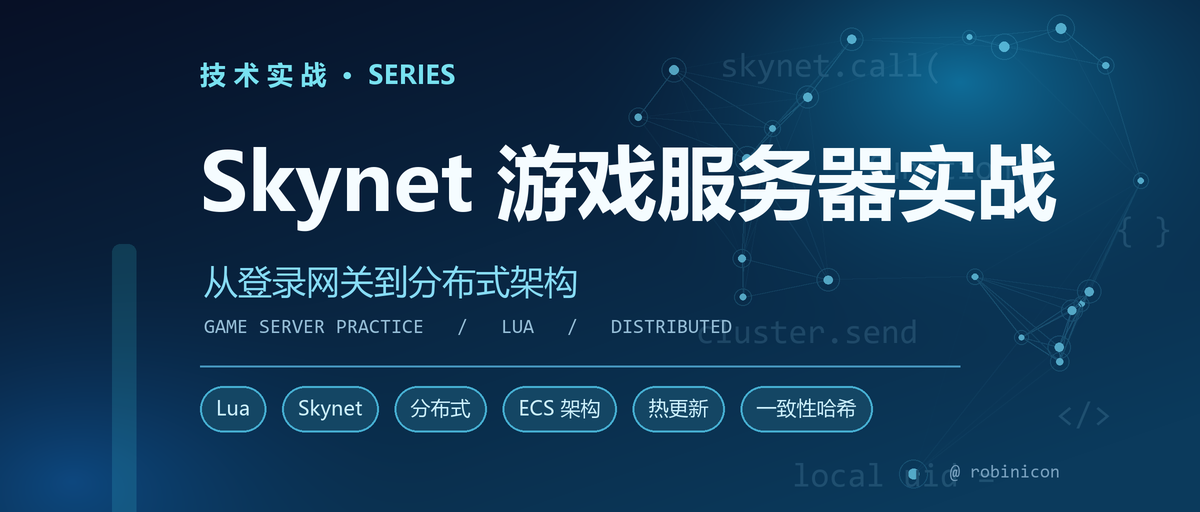 技术实战 • SERIES
skynet.call(
Skynet 游戏服务器实战
{ }
从登录网关到分布式架构
GAME SERVER PRACTICE / LUA / DISTRIBUTED
cluster.send
Lua Skynet 分布式 ECS 架构 热更新 一致性哈希
</>
local uid =
@ robinicon